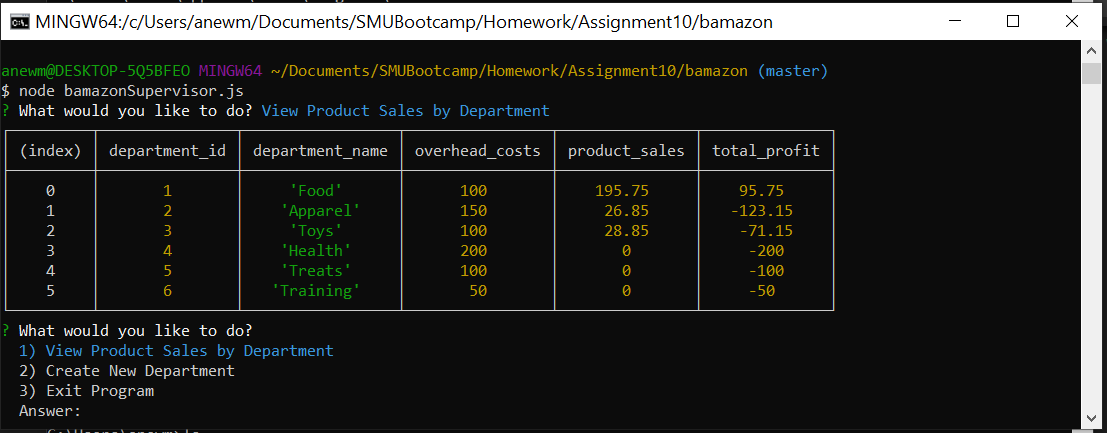 MINGW64:/c/Users/anewm/Documents/SMUBootcamp/Homework/Assignment10/bamazon
anewm@DESKTOP-5Q5BFEO MINGW64 ~/Documents/SMUBootcamp/Homework/Assignment10/bamazon (master)
$ node bamazonSupervisor.js
? What would you like to do? View Product Sales by Department
(index) department_id department_name overhead_costs product_sales total_profit
0 1 'Food' 100 195.75 95.75
1 2 'Apparel' 150 26.85 -123.15
2 3 'Toys' 100 28.85 -71.15
3 4 'Health' 200 0 -200
4 5 'Treats' 100 0 -100
5 6 'Training' 50 0 -50
? What would you like to do?
1) View Product Sales by Department
2) Create New Department
3) Exit Program
Answer: